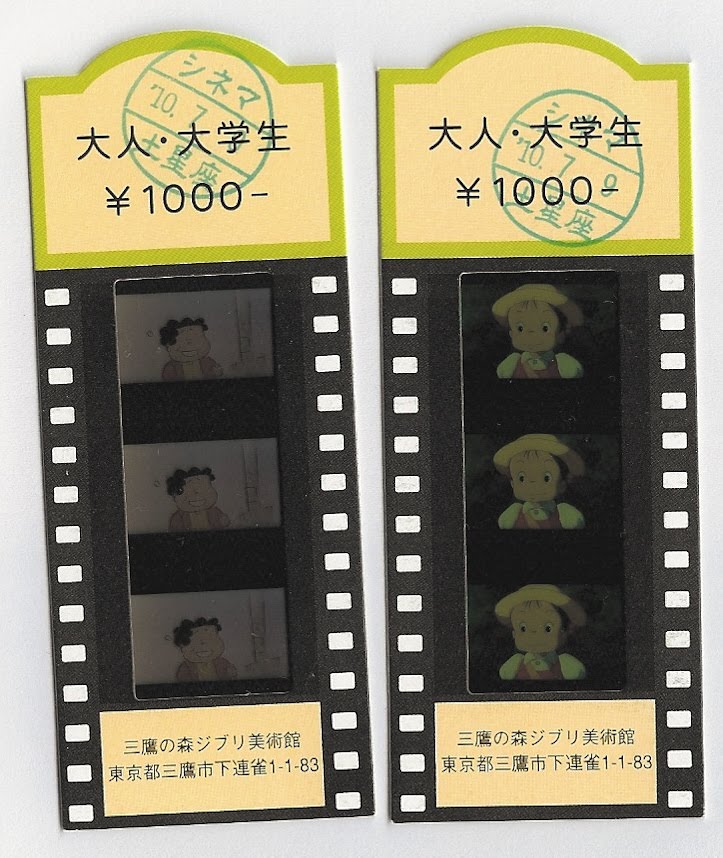 シネマ
'10.7
土星座
大人・大学生
¥1000-
三鷹の森ジブリ美術館
東京都三鷹市下連雀1-1-83
シネマ
'10.7 9
土星座
大人・大学生
¥1000-
三鷹の森ジブリ美術館
東京都三鷹市下連雀1-1-83